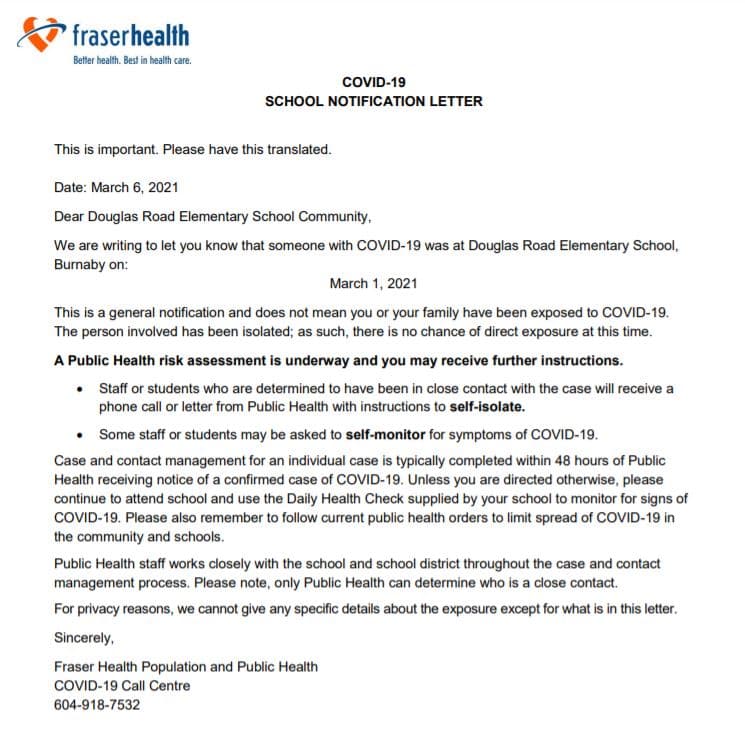 fraserhealth
Better health. Best in health care.
COVID-19
SCHOOL NOTIFICATION LETTER
This is important. Please have this translated.
Date: March 6, 2021
Dear Douglas Road Elementary School Community,
We are writing to let you know that someone with COVID-19 was at Douglas Road Elementary School,
Burnaby on:
March 1, 2021
This is a general notification and does not mean you or your family have been exposed to COVID-19.
The person involved has been isolated; as such, there is no chance of direct exposure at this time.
A Public Health risk assessment is underway and you may receive further instructions.
• Staff or students who are determined to have been in close contact with the case will receive a
phone call or letter from Public Health with instructions to self-isolate.
• Some staff or students may be asked to self-monitor for symptoms of COVID-19.
Case and contact management for an individual case is typically completed within 48 hours of Public
Health receiving notice of a confirmed case of COVID-19. Unless you are directed otherwise, please
continue to attend school and use the Daily Health Check supplied by your school to monitor for signs of
COVID-19. Please also remember to follow current public health orders to limit spread of COVID-19 in
the community and schools.
Public Health staff works closely with the school and school district throughout the case and contact
management process. Please note, only Public Health can determine who is a close contact.
For privacy reasons, we cannot give any specific details about the exposure except for what is in this letter.
Sincerely,
Fraser Health Population and Public Health
COVID-19 Call Centre
604-918-7532